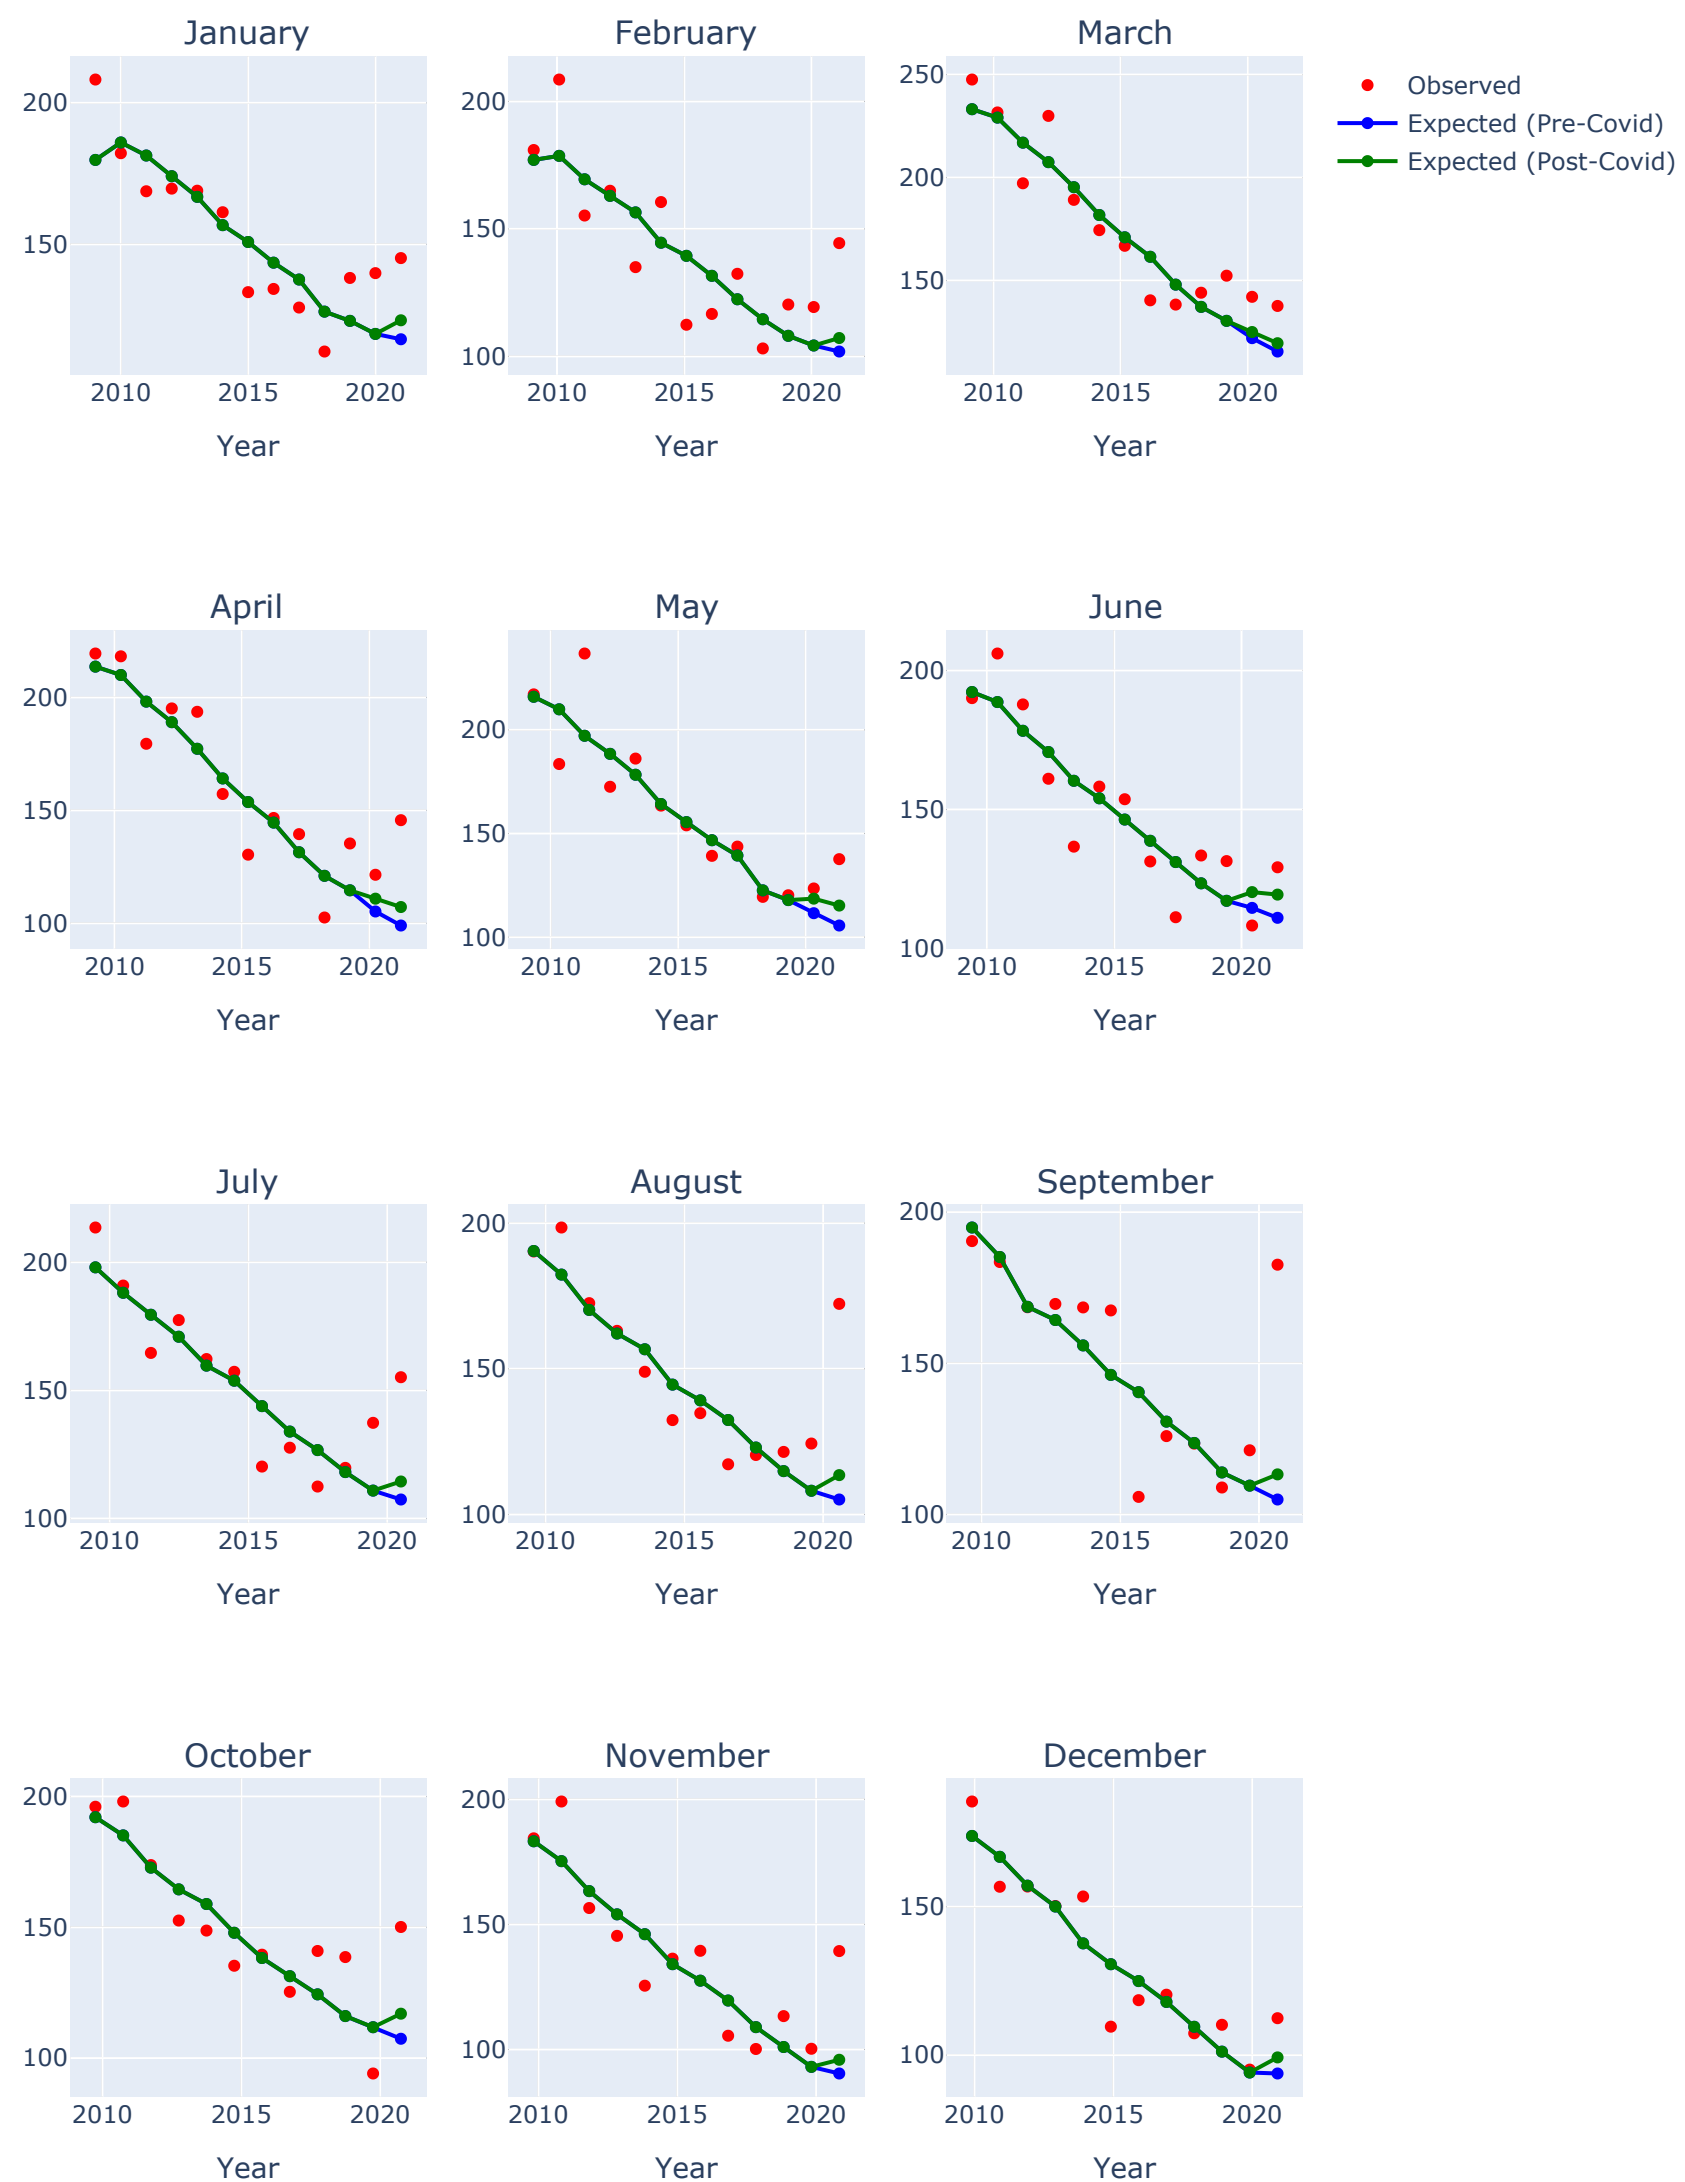 January
February
March
Observed
Expected (Pre-Covid)
Expected (Post-Covid)
200
150
2010
2015
2020
Year
200
150
100
2010
2015
2020
Year
250
200
150
2010
2015
2020
Year
April
May
June
200
150
100
2010
2015
2020
Year
200
150
100
2010
2015
2020
Year
200
150
100
2010
2015
2020
Year
July
August
September
200
150
100
2010
2015
2020
Year
200
150
100
2010
2015
2020
Year
200
150
100
2010
2015
2020
Year
October
November
December
200
150
100
2010
2015
2020
Year
200
150
100
2010
2015
2020
Year
150
100
2010
2015
2020
Year